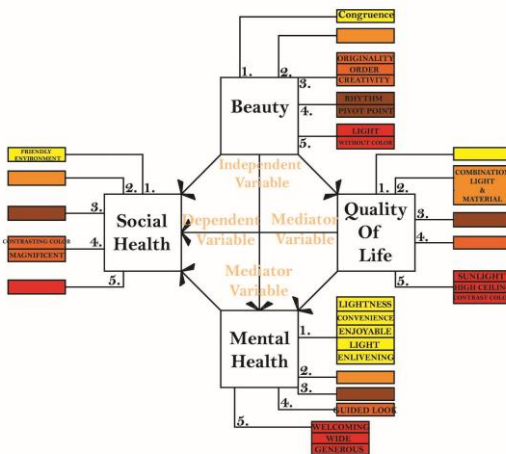 Congruence
1.
2.
ORIGINALITY
ORDER
CREATIVITY
3.
Beauty
4.
RHYTHM
PIVOT POINT
5.
LIGHT
WITHOUT COLOR
FRIENDLY
ENVIRONMENT
Independent
Variable
2.
1.
3.
Social
Health
4.
CONTRASTING COLOR
MAGNIFICENT
5.
Dependent
Variable
Mediator
Variable
1.
2.
COMBINATION
LIGHT
&
MATERIAL
Quality
Of
Life
3.
4.
5.
SUNLIGHT
HIGH CEILING
CONTRAST COLOR
Mediator
Variable
Mental
Health
1.
LIGHTNESS
CONVENIENCE
ENJOYABLE
LIGHT
ENLIVENING
2.
3.
4.
GUIDED LOOK
5.
WELCOMING
WIDE
GENEROUS